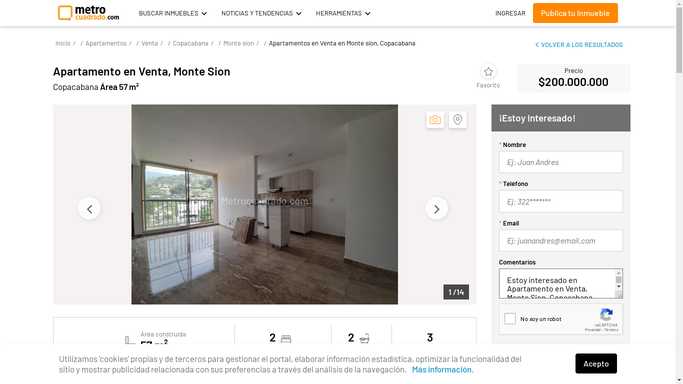 metro
cuadrado.com
BUSCAR INMUEBLES
NOTICIAS Y TENDENCIAS
HERRAMIENTAS
INGRESAR
Publica tu Inmueble
Inicio / / Apartamentos / / Venta / / Copacabana / / Monte sion / / Apartamentos en Venta en Monte sion, Copacabana
VOLVER A LOS RESULTADOS
Apartamento en Venta, Monte Sion
Copacabana Área 57 m²
Favorito
Precio
$200.000.000
Metrocuadrado.com
1 /14
¡Estoy Interesado!
* Nombre
Ej: Juan Andres
* Teléfono
Ej: 322*******
* Email
Ej: juanandres@email.com
Comentarios
Estoy interesado en
Apartamento en Venta,
Monte Sion, Copacabana
No soy un robot
reCAPTCHA
Privacidad - Términos
Área construida
57 m²
2
2
3
Utilizamos 'cookies' propias y de terceros para gestionar el portal, elaborar información estadística, optimizar la funcionalidad del
sitio y mostrar publicidad relacionada con sus preferencias a través del análisis de la navegación. Más información.
Acepto